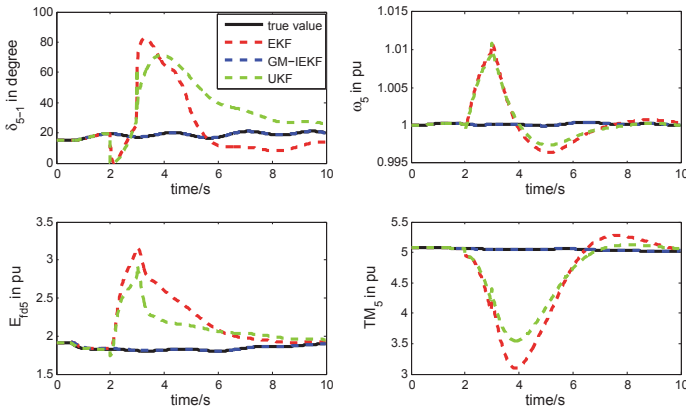 100
80
60
40
20
0
0 2 4 6 8 10
δ5−1 in degree
time/s
true value
EKF
GM−IEKF
UKF
1.015
1.01
1.005
1
0.995
0 2 4 6 8 10
ω5 in pu
time/s
3.5
3
2.5
2
1.5
0 2 4 6 8 10
Efd5 in pu
time/s
5.5
5
4.5
4
3.5
3
0 2 4 6 8 10
TM5 in pu
time/s